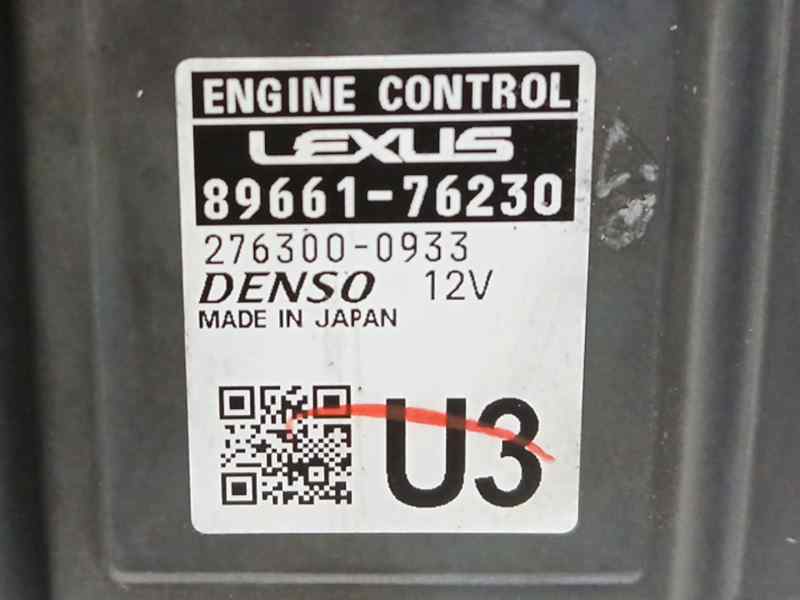 ENGINE CONTROL
LEXUS
89661-76230
276300-0933
DENSO 12V
MADE IN JAPAN
U3